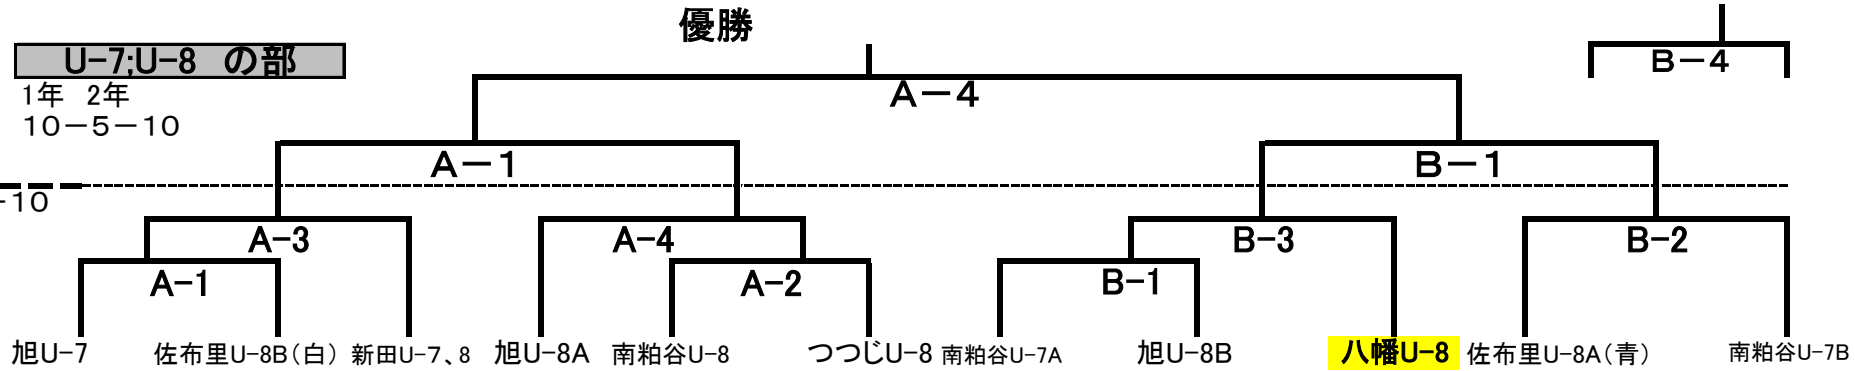 優勝
U-7;U-8 の部
B－4
A－4
1年 2年
10－5－10
A－1
B－1
-10
A-3
A-4
B-3
B-2
A-1
A-2
B-1
旭U-7
佐布里U-8B（白）
新田U-7、8
旭U-8A
南粕谷U-8
つつじU-8
南粕谷U-7A
旭U-8B
八幡U-8
佐布里U-8A（青）
南粕谷U-7B